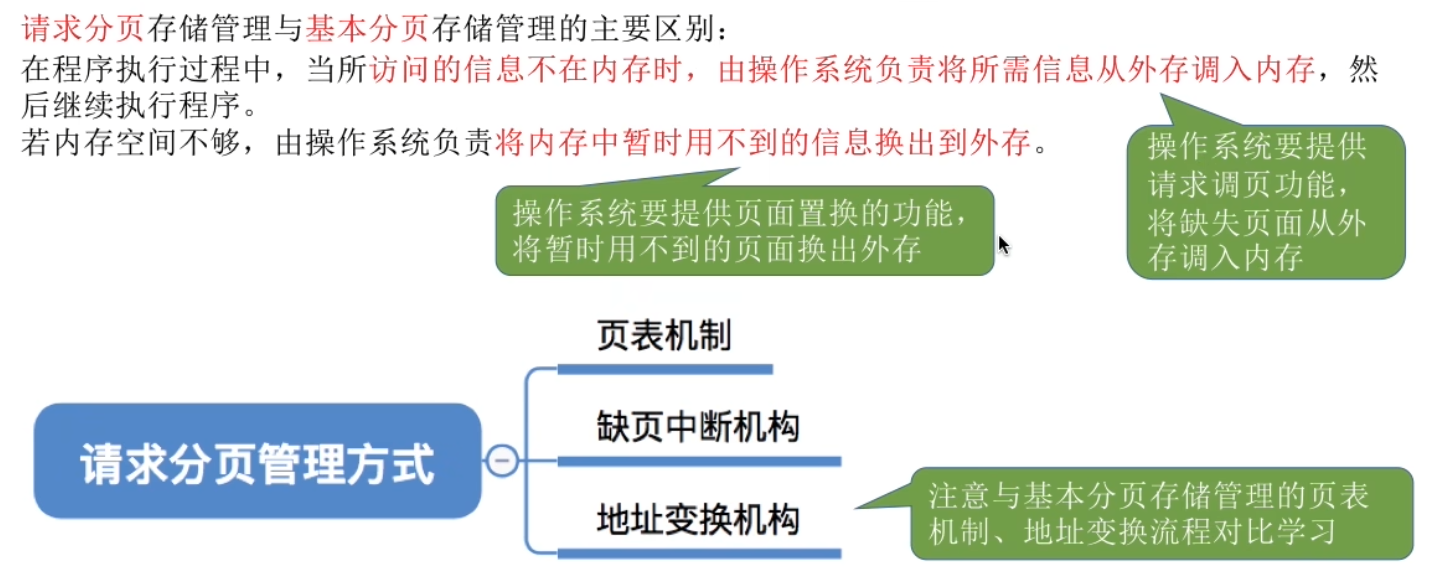 请求分页存储管理与基本分页存储管理的主要区别：
在程序执行过程中，当所访问的信息不在内存时，由操作系统负责将所需信息从外存调入内存，然
后继续执行程序。
若内存空间不够，由操作系统负责将内存中暂时用不到的信息换出到外存。
操作系统要提供
请求调页功能，
将缺失页面从外
存调入内存
操作系统要提供页面置换的功能，
将暂时用不到的页面换出外存
页表机制
缺页中断机构
请求分页管理方式
地址变换机构
注意与基本分页存储管理的页表
机制、地址变换流程对比学习